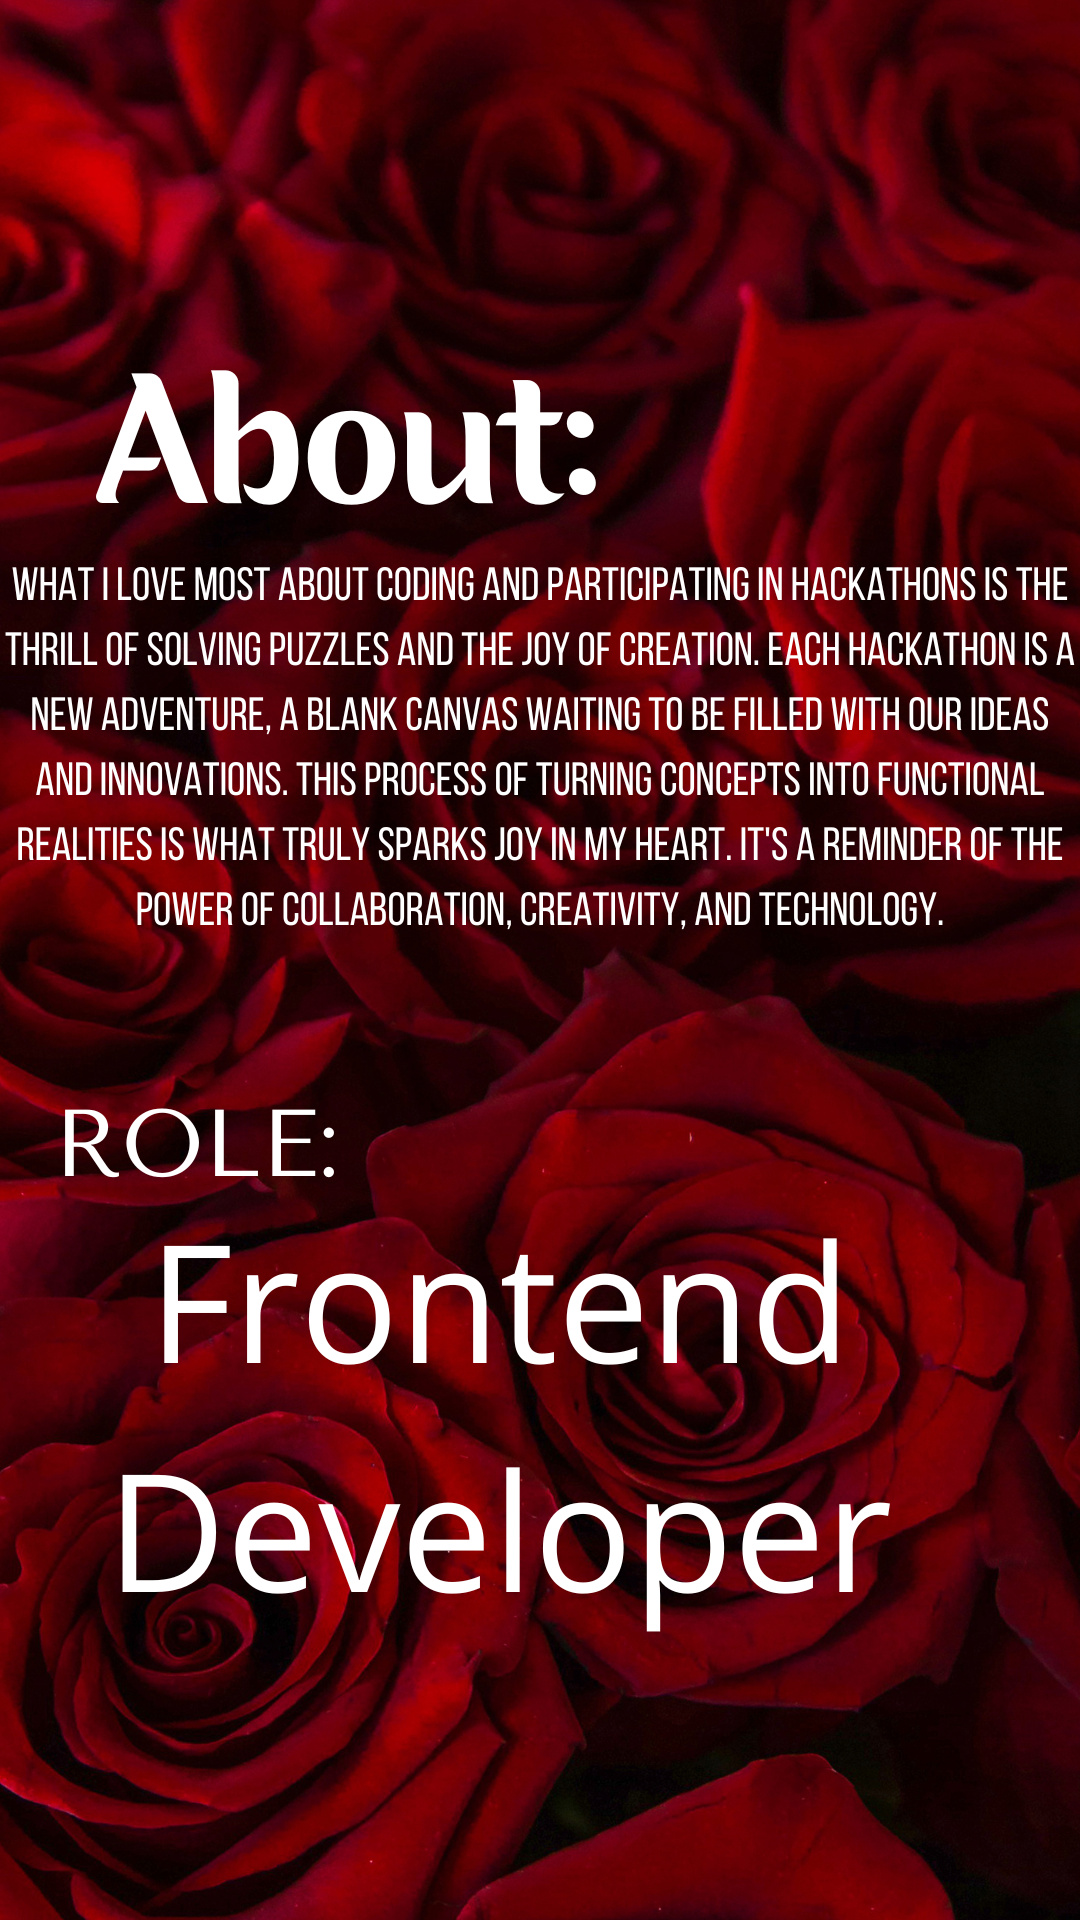 About:
WHAT I LOVE MOST ABOUT CODING AND PARTICIPATING IN HACKATHONS IS THE
THRILL OF SOLVING PUZZLES AND THE JOY OF CREATION. EACH HACKATHON IS A
NEW ADVENTURE, A BLANK CANVAS WAITING TO BE FILLED WITH OUR IDEAS
AND INNOVATIONS. THIS PROCESS OF TURNING CONCEPTS INTO FUNCTIONAL
REALITIES IS WHAT TRULY SPARKS JOY IN MY HEART. IT'S A REMINDER OF THE
POWER OF COLLABORATION, CREATIVITY, AND TECHNOLOGY.
ROLE:
Frontend
Developer